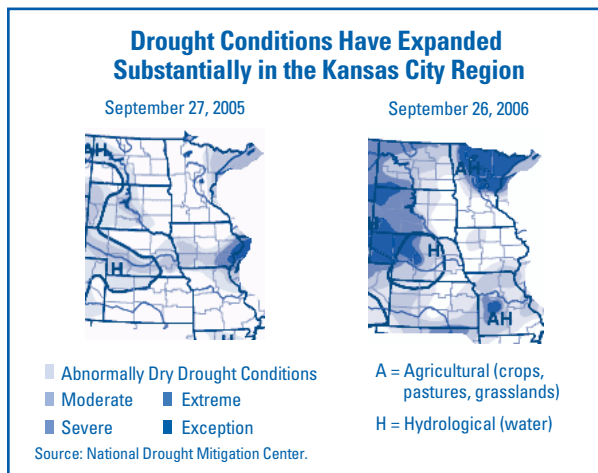 Drought Conditions Have Expanded
Substantially in the Kansas City Region
September 27, 2005
September 26, 2006
AH
H
H
AH
H
H
AH
Abnormally Dry Drought Conditions
Moderate
Extreme
Severe
Exception
A = Agricultural (crops,
pastures, grasslands)
H = Hydrological (water)
Source: National Drought Mitigation Center.